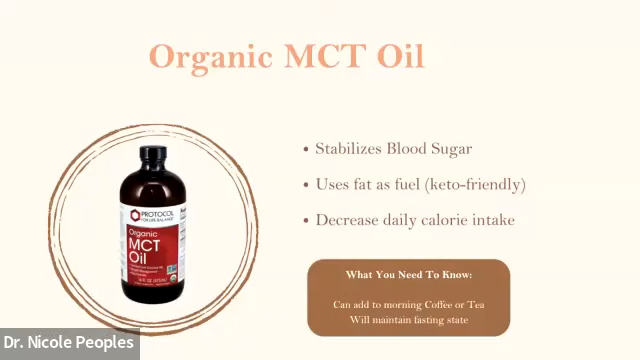 Organic MCT Oil
• Stabilizes Blood Sugar
• Uses fat as fuel (keto-friendly)
• Decrease daily calorie intake
PROTOCOL
FOR LIFE BALANCE
Organic
MCT
Oil
What You Need To Know:
Can add to morning Coffee or Tea
Will maintain fasting state
Dr. Nicole Peoples